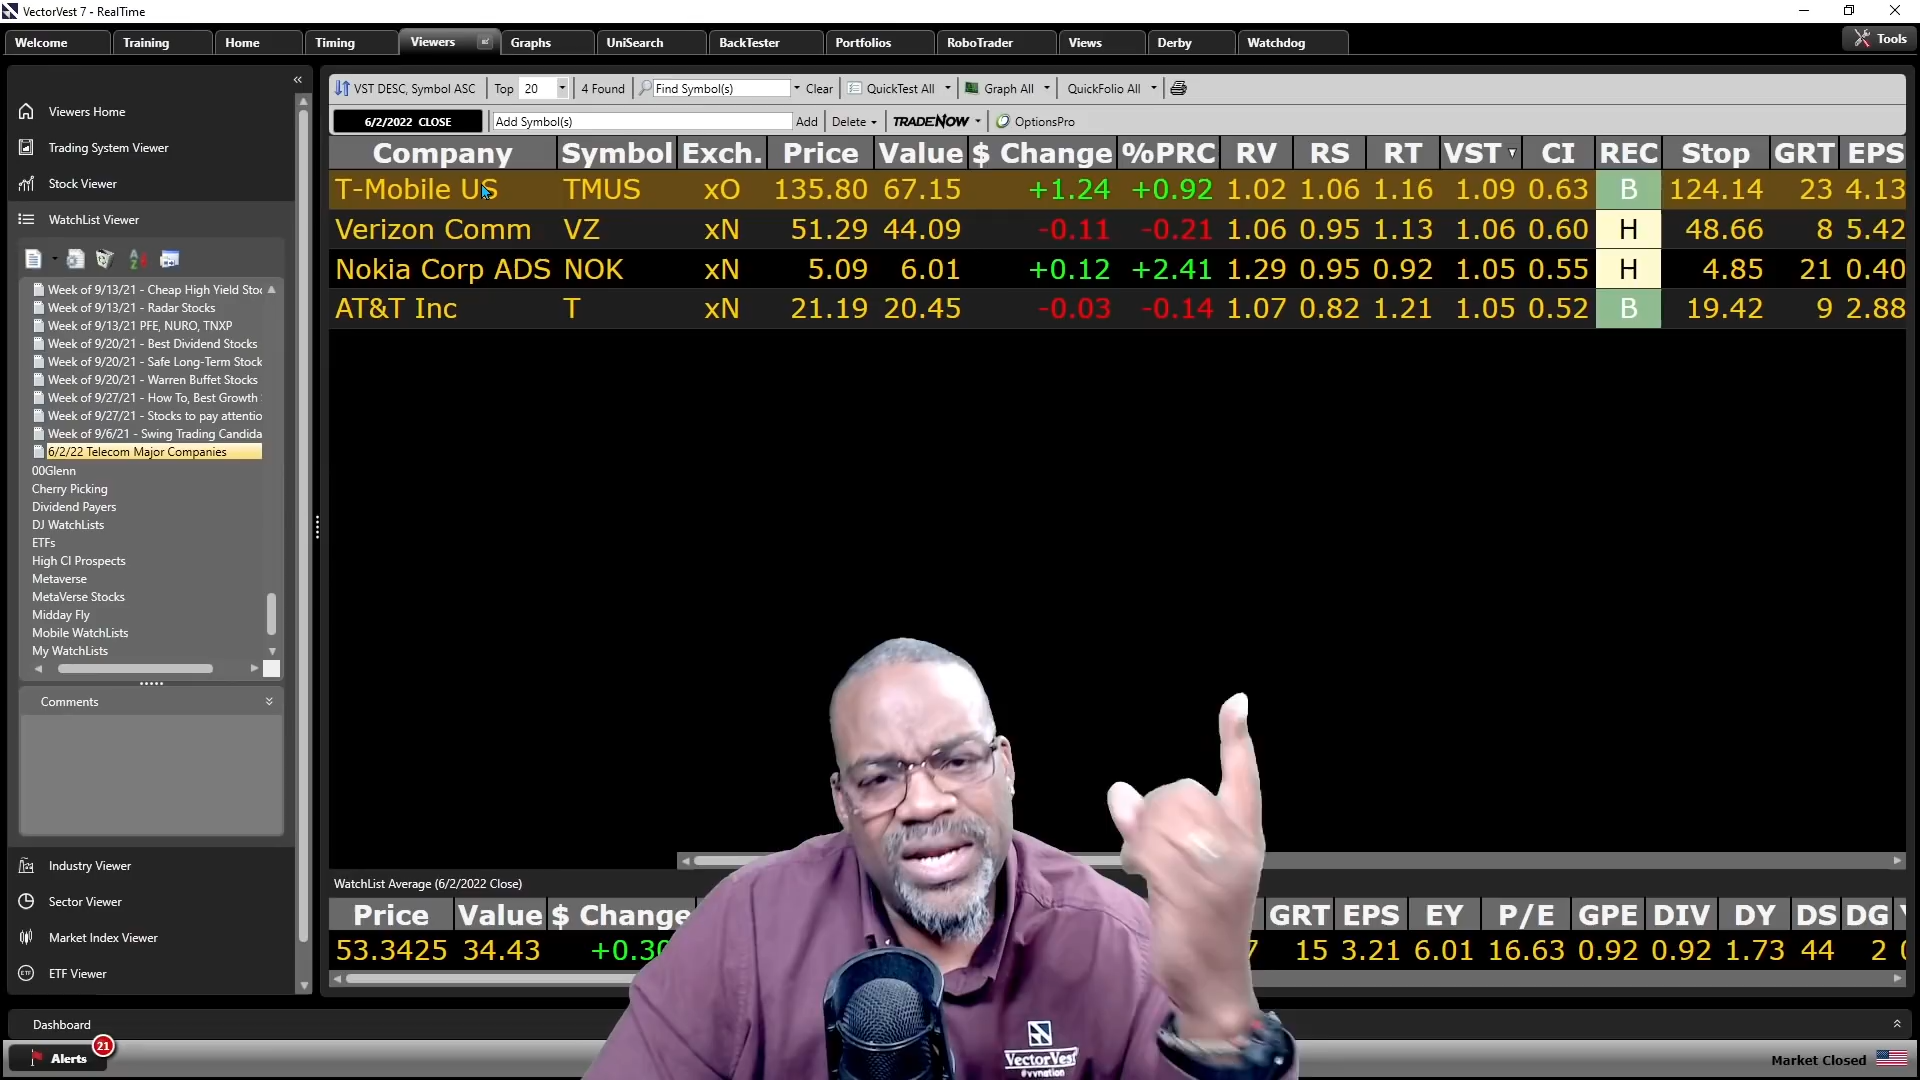 VectorVest 7 - RealTime
Welcome Training Home Timing Viewers Graphs UniSearch BackTester Portfolios RoboTrader Views Derby Watchdog Tools
Viewers Home
Trading System Viewer
Stock Viewer
WatchList Viewer
Week of 9/13/21 - Cheap High Yield
Week of 9/13/21 - Radar Stocks
Week of 9/13/21 PFE, NURO, TNXP
Week of 9/20/21 - Best Dividend Stocks
Week of 9/20/21 - Safe Long-Term Stock
Week of 9/20/21 - Warren Buffet Stocks
Week of 9/27/21 - How To, Best Growth
Week of 9/27/21 - Stocks to pay attentio
Week of 9/6/21 - Swing Trading Candida
6/2/22 Telecom Major Companies
00Glenn
Cherry Picking
Dividend Payers
DJ WatchLists
ETFs
High CI Prospects
Metaverse
MetaVerse Stocks
Midday Fly
Mobile WatchLists
My WatchLists
Comments
Industry Viewer
Sector Viewer
Market Index Viewer
ETF Viewer
VST DESC, Symbol ASC Top 20 4 Found Find Symbol(s) Clear QuickTest All Graph All QuickFolio All
6/2/2022 CLOSE Add Symbol(s) Add Delete TRADENOW OptionsPro
Company Symbol Exch. Price Value $ Change %PRC RV RS RT VST CI REC Stop GRT EPS
T-Mobile US TMUS xO 135.80 67.15 +1.24 +0.92 1.02 1.06 1.16 1.09 0.63 B 124.14 23 4.13
Verizon Comm VZ xN 51.29 44.09 -0.11 -0.21 1.06 0.95 1.13 1.06 0.60 H 48.66 8 5.42
Nokia Corp ADS NOK xN 5.09 6.01 +0.12 +2.41 1.29 0.95 0.92 1.05 0.55 H 4.85 21 0.40
AT&T Inc T xN 21.19 20.45 -0.03 -0.14 1.07 0.82 1.21 1.05 0.52 B 19.42 9 2.88
WatchList Average (6/2/2022 Close)
Price Value $ Change GRT EPS EY P/E GPE DIV DY DS DG
53.3425 34.43 +0.30 15 3.21 6.01 16.63 0.92 0.92 1.73 44 2
VectorVest
#vvnation
Dashboard
Alerts 21
Market Closed